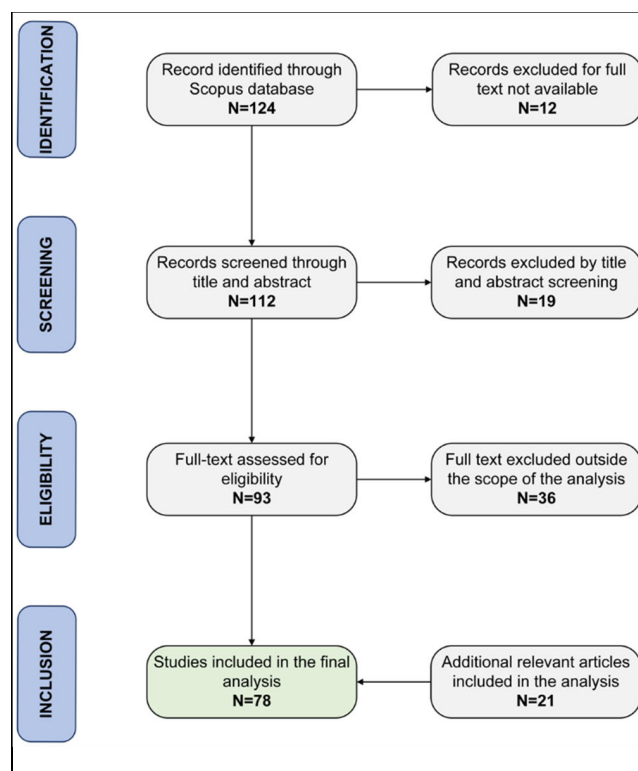 IDENTIFICATION
Record identified through
Scopus database
N=124
Records excluded for full
text not available
N=12
SCREENING
Records screened through
title and abstract
N=112
Records excluded by title
and abstract screening
N=19
ELIGIBILITY
Full-text assessed for
eligibility
N=93
Full text excluded outside
the scope of the analysis
N=36
INCLUSION
Studies included in the final
analysis
N=78
Additional relevant articles
included in the analysis
N=21